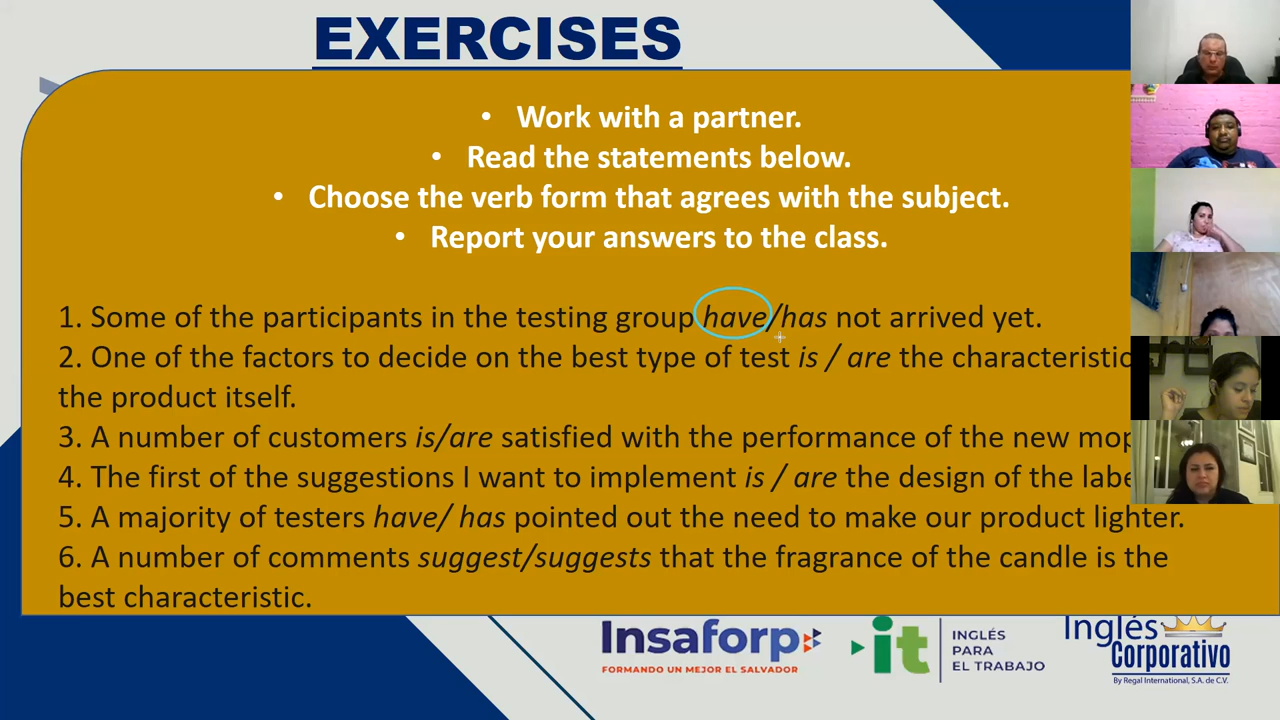 EXERCISES
• Work with a partner.
• Read the statements below.
• Choose the verb form that agrees with the subject.
• Report your answers to the class.
1. Some of the participants in the testing group have/has not arrived yet.
2. One of the factors to decide on the best type of test is / are the characteristic
the product itself.
3. A number of customers is/are satisfied with the performance of the new mop
4. The first of the suggestions I want to implement is / are the design of the labe
5. A majority of testers have/ has pointed out the need to make our product lighter.
6. A number of comments suggest/suggests that the fragrance of the candle is the
best characteristic.
Insaforp
FORMANDO UN MEJOR EL SALVADOR
it
INGLÉS
PARA
EL TRABAJO
Inglés
Corporativo
By Regal International, S.A. de C.V.